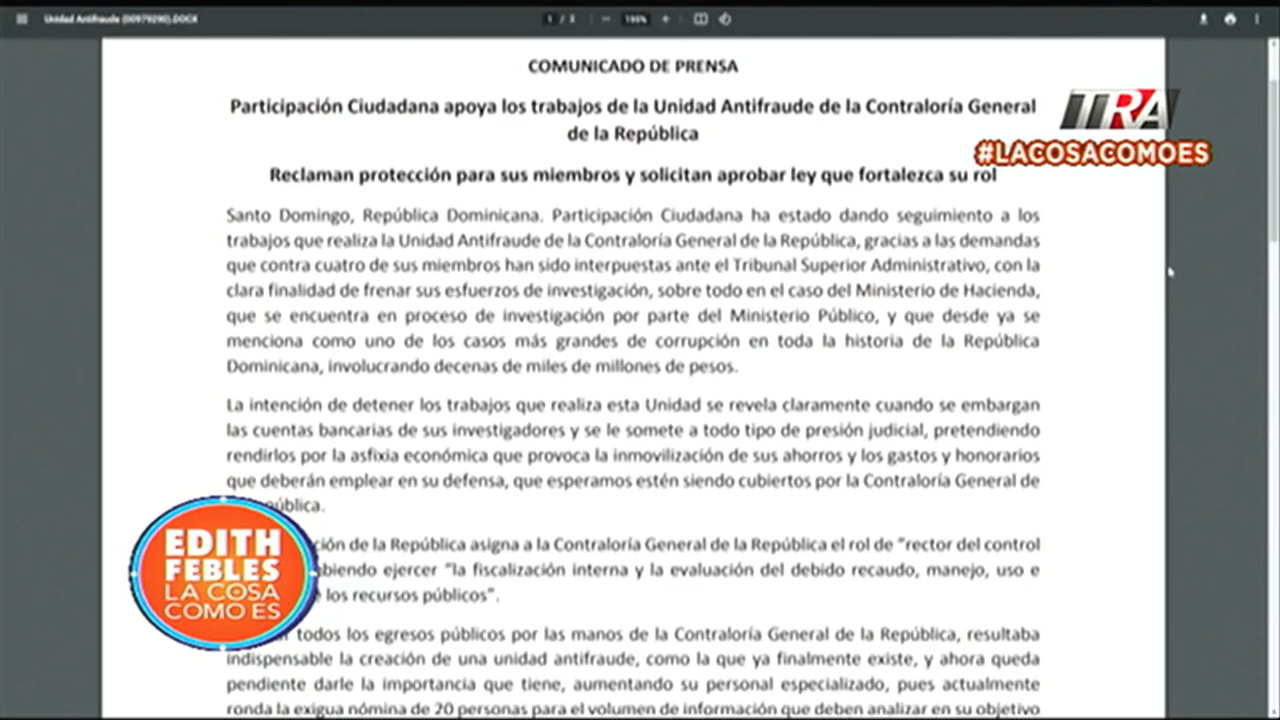 Unidad Antifraude (00979290).DOCX
1 / 3
COMUNICADO DE PRENSA
TRA
Participación Ciudadana apoya los trabajos de la Unidad Antifraude de la Contraloría General
de la República
#LACOSACOMOES
Reclaman protección para sus miembros y solicitan aprobar ley que fortalezca su rol
Santo Domingo, República Dominicana. Participación Ciudadana ha estado dando seguimiento a los
trabajos que realiza la Unidad Antifraude de la Contraloría General de la República, gracias a las demandas
que contra cuatro de sus miembros han sido interpuestas ante el Tribunal Superior Administrativo, con la
clara finalidad de frenar sus esfuerzos de investigación, sobre todo en el caso del Ministerio de Hacienda,
que se encuentra en proceso de investigación por parte del Ministerio Público, y que desde ya se
menciona como uno de los casos más grandes de corrupción en toda la historia de la República
Dominicana, involucrando decenas de miles de millones de pesos.
La intención de detener los trabajos que realiza esta Unidad se revela claramente cuando se embargan
las cuentas bancarias de sus investigadores y se le somete a todo tipo de presión judicial, pretendiendo
rendirlos por la asfixia económica que provoca la inmovilización de sus ahorros y los gastos y honorarios
que deberán emplear en su defensa, que esperamos estén siendo cubiertos por la Contraloría General de
ública.
ción de la República asigna a la Contraloría General de la República el rol de "rector del control
biendo ejercer "la fiscalización interna y la evaluación del debido recaudo, manejo, uso e
los recursos públicos".
todos los egresos públicos por las manos de la Contraloría General de la República, resultaba
indispensable la creación de una unidad antifraude, como la que ya finalmente existe, y ahora queda
pendiente darle la importancia que tiene, aumentando su personal especializado, pues actualmente
ronda la exigua nómina de 20 personas para el volumen de información que deben analizar en su objetivo
EDITH
FEBLES
LA COSA
COMO ES